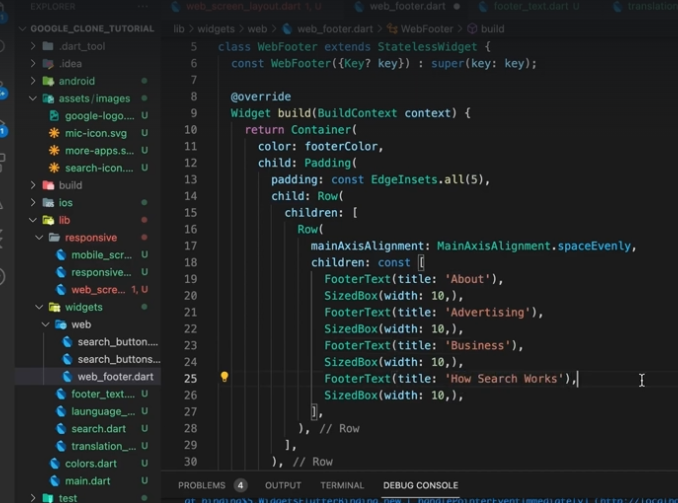 EXPLORER
web_screen_layout.dart 1, U
web_footer.dart
footer_text.dart U
translation
GOOGLE_CLONE_TUTORIAL
lib > widgets > web > web_footer.dart > WebFooter > build
.dart_tool
.idea
android
assets/images
google-logo.... U
mic-icon.svg U
more-apps.s... U
search-icon.... U
build
ios
lib
responsive
mobile_scr... U
responsive... U
web_scre... 1, U
widgets
web
search_button....
search_buttons...
web_footer.dart
footer_text.... U
launguage_... U
search.dart U
translation_... U
colors.dart U
main.dart U
test
5 class WebFooter extends StatelessWidget {
6 const WebFooter({Key? key}) : super(key: key);
7
8 @override
9 Widget build(BuildContext context) {
10 return Container(
11 color: footerColor,
12 child: Padding(
13 padding: const EdgeInsets.all(5),
14 child: Row(
15 children: [
16 Row(
17 mainAxisAlignment: MainAxisAlignment.spaceEvenly,
18 children: const [
19 FooterText(title: 'About'),
20 SizedBox(width: 10,),
21 FooterText(title: 'Advertising'),
22 SizedBox(width: 10,),
23 FooterText(title: 'Business'),
24 SizedBox(width: 10,),
25 FooterText(title: 'How Search Works'),
26 SizedBox(width: 10,),
27 ],
28 ), // Row
29 ],
30 ), // Row
PROBLEMS 4 OUTPUT TERMINAL DEBUG CONSOLE